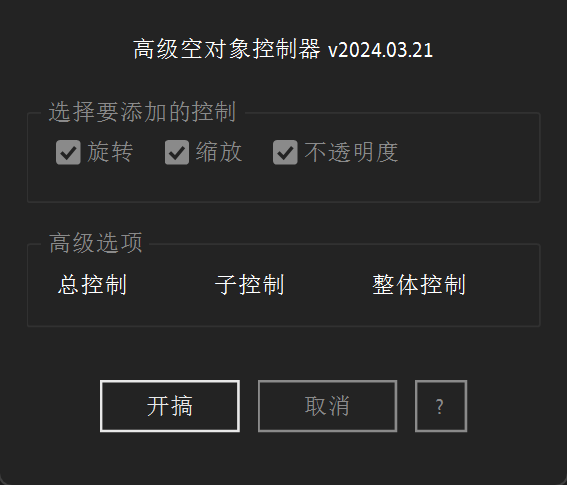 高级空对象控制器 v2024.03.21
选择要添加的控制
旋转 缩放 不透明度
高级选项
总控制 子控制 整体控制
开搞 取消 ?